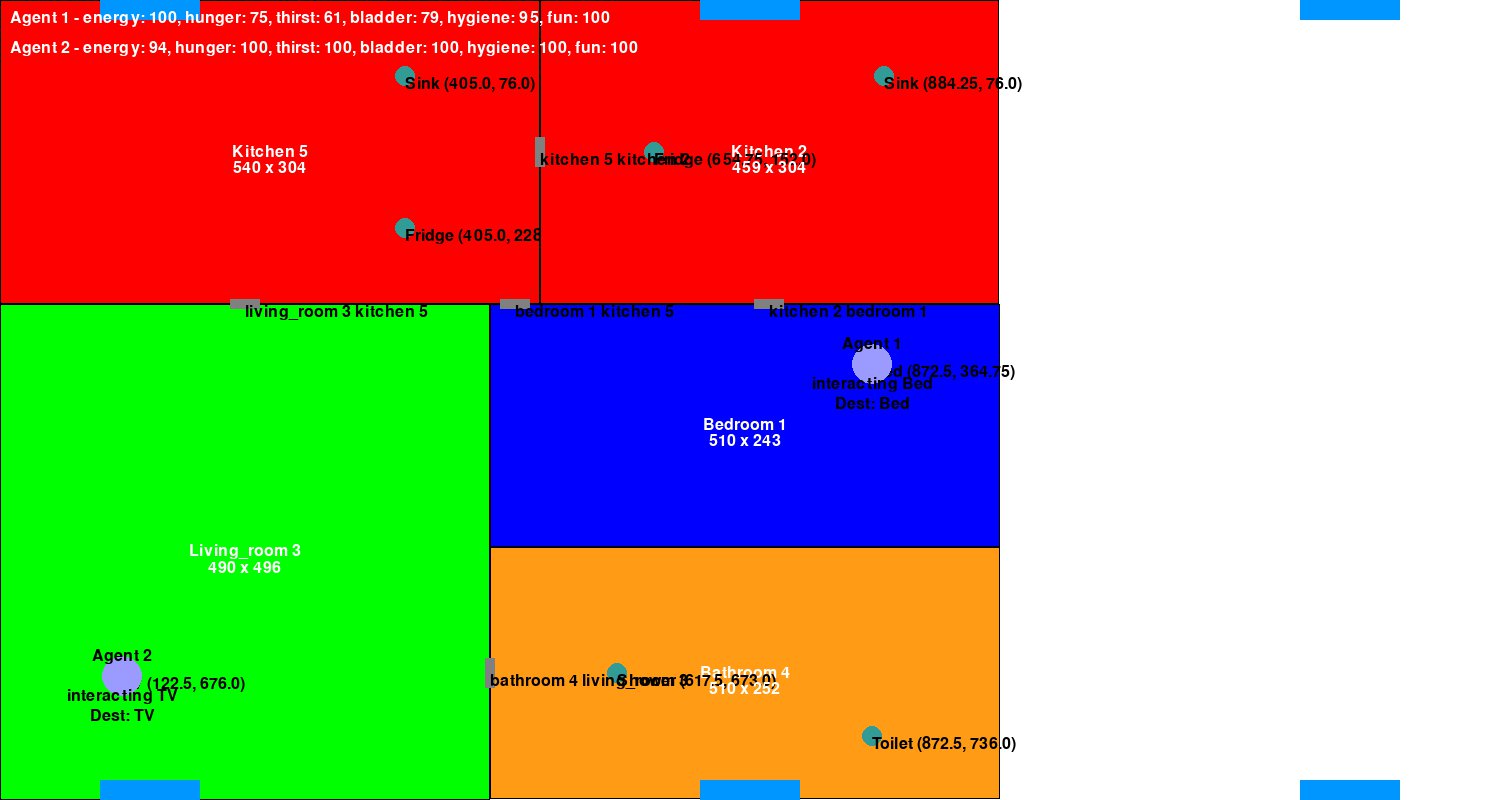 Agent 1 - energy: 100, hunger: 75, thirst: 61, bladder: 79, hygiene: 95, fun: 100
Agent 2 - energy: 94, hunger: 100, thirst: 100, bladder: 100, hygiene: 100, fun: 100
Sink (405.0, 76.0)
Sink (884.25, 76.0)
Kitchen 5
540 x 304
kitchen 5 kitchen 2
Fridge (654.75, 152.0)
Kitchen 2
459 x 304
Fridge (405.0, 228
living_room 3 kitchen 5
bedroom 1 kitchen 5
kitchen 2 bedroom 1
Agent 1
(872.5, 364.75)
interacting Bed
Dest: Bed
Bedroom 1
510 x 243
Living_room 3
490 x 496
Agent 2
(122.5, 676.0)
interacting TV
Dest: TV
bathroom 4 living_room 3
Shower (617.5, 673.0)
Bathroom 4
510 x 252
Toilet (872.5, 736.0)